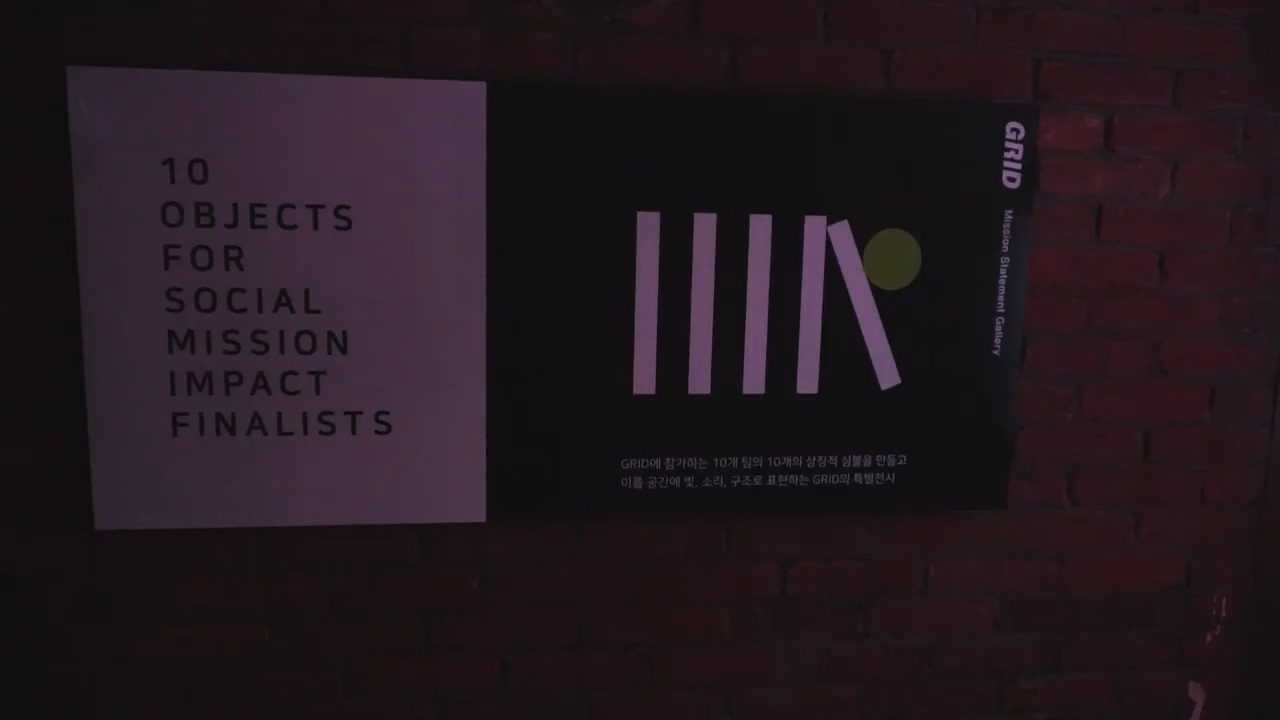 10
OBJECTS
FOR
SOCIAL
MISSION
IMPACT
FINALISTS
GRID에 참가하는 10개 팀의 10개의 상징적 심볼을 만들고
이를 공간에 빛, 소리, 구조로 표현하는 GRID의 특별전시
GRID
Mission Statement Gallery